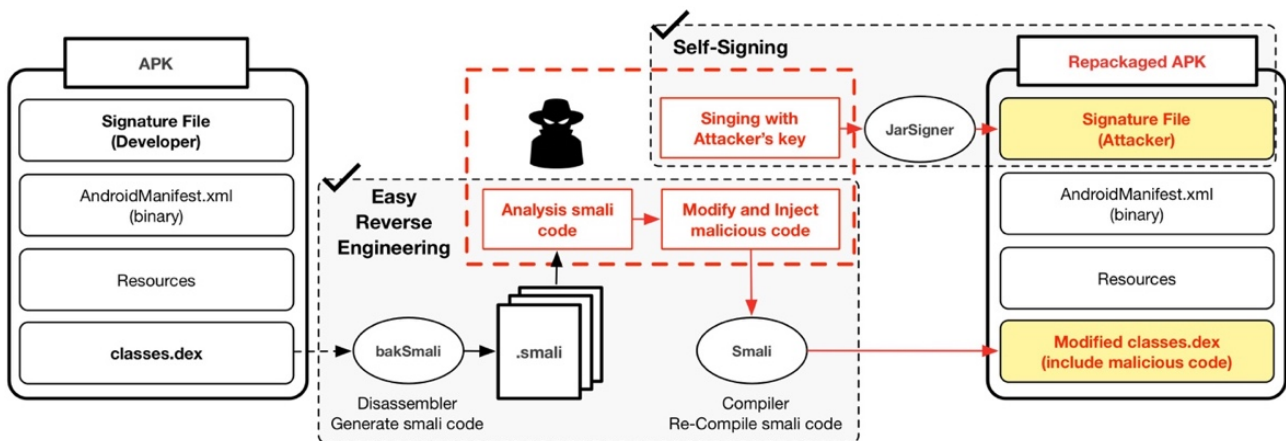 APK
Signature File
(Developer)
AndroidManifest.xml
(binary)
Resources
classes.dex
Easy
Reverse
Engineering
bakSmali
Disassembler
Generate smali code
.smali
Analysis smali
code
Modify and Inject
malicious code
Smali
Compiler
Re-Compile smali code
Self-Signing
Singing with
Attacker's key
JarSigner
Repackaged APK
Signature File
(Attacker)
AndroidManifest.xml
(binary)
Resources
Modified classes.dex
(include malicious code)